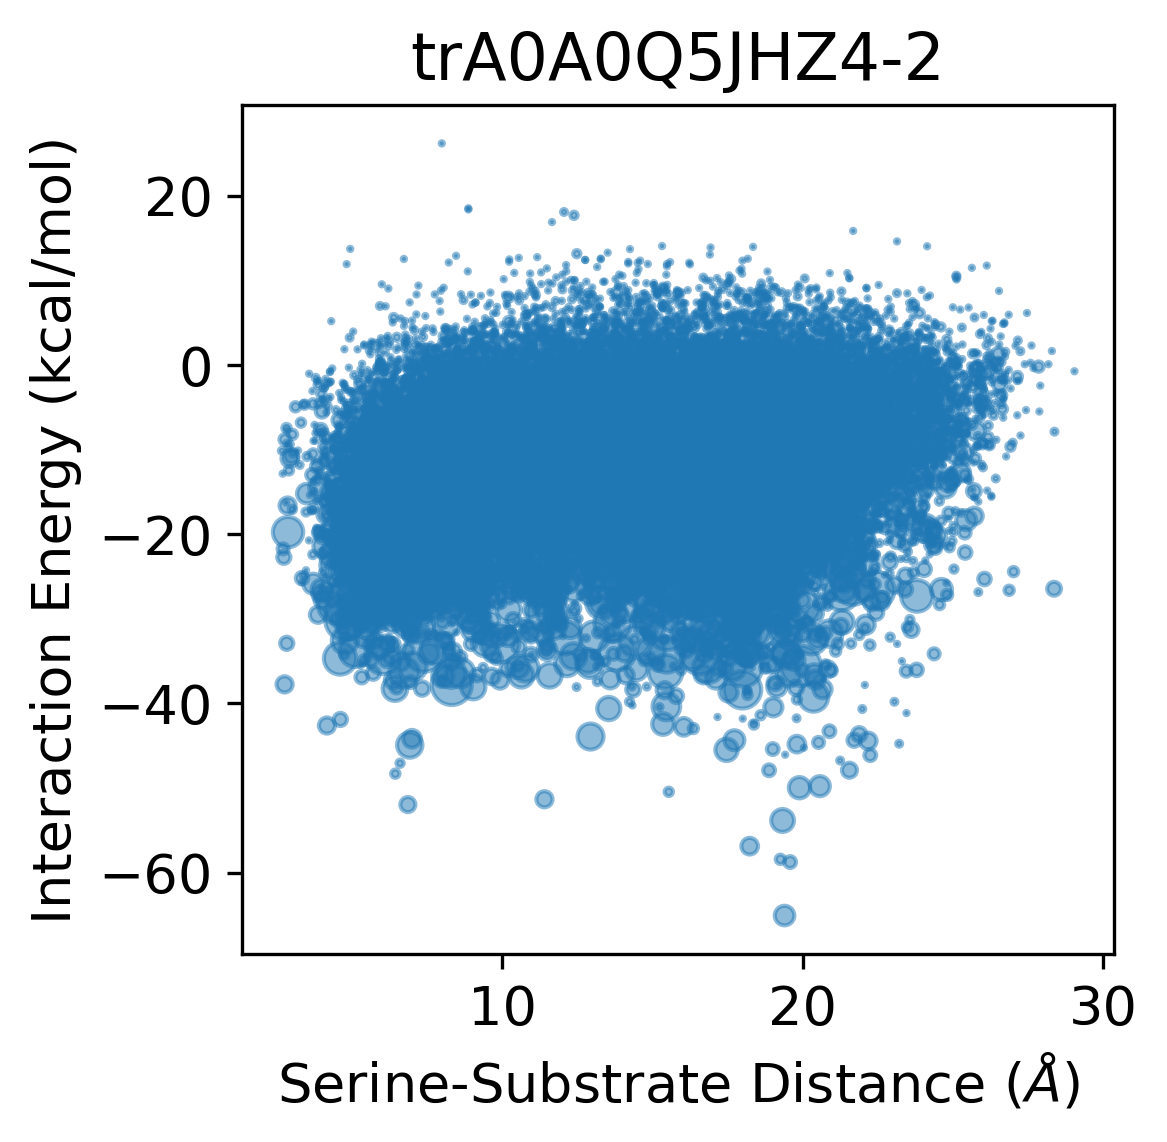 trA0A0Q5JHZ4-2
Interaction Energy (kcal/mol)
20
0
−20
−40
−60
10 20 30
Serine-Substrate Distance (Å)